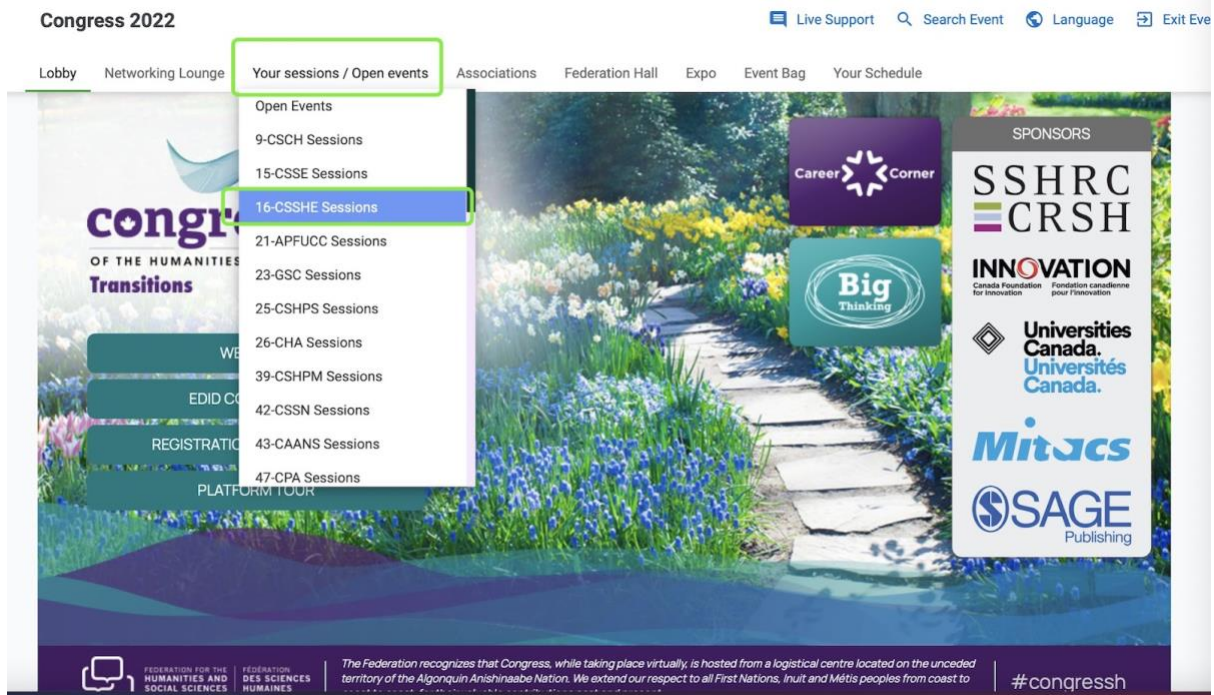 Congress 2022
Live Support
Search Event
Language
Exit Eve
Lobby
Networking Lounge
Your sessions / Open events
Associations
Federation Hall
Expo
Event Bag
Your Schedule
Open Events
9-CSCH Sessions
15-CSSE Sessions
16-CSSHE Sessions
21-APFUCC Sessions
23-GSC Sessions
25-CSHPS Sessions
26-CHA Sessions
39-CSHPM Sessions
42-CSSN Sessions
43-CAANS Sessions
47-CPA Sessions
congr
OF THE HUMANITIES
Transitions
WE
EDID CO
REGISTRATIO
PLATFORM TOUR
Career Corner
Big
Thinking
SPONSORS
SSHRC
CRSH
INNOVATION
Canada Foundation for Innovation
Fondation canadienne pour l'innovation
Universities
Canada.
Universités
Canada.
Mitacs
SAGE
Publishing
FEDERATION FOR THE
HUMANITIES AND
SOCIAL SCIENCES
FÉDÉRATION
DES SCIENCES
HUMAINES
The Federation recognizes that Congress, while taking place virtually, is hosted from a logistical centre located on the unceded
territory of the Algonquin Anishinaabe Nation. We extend our respect to all First Nations, Inuit and Métis peoples from coast to
#congressh